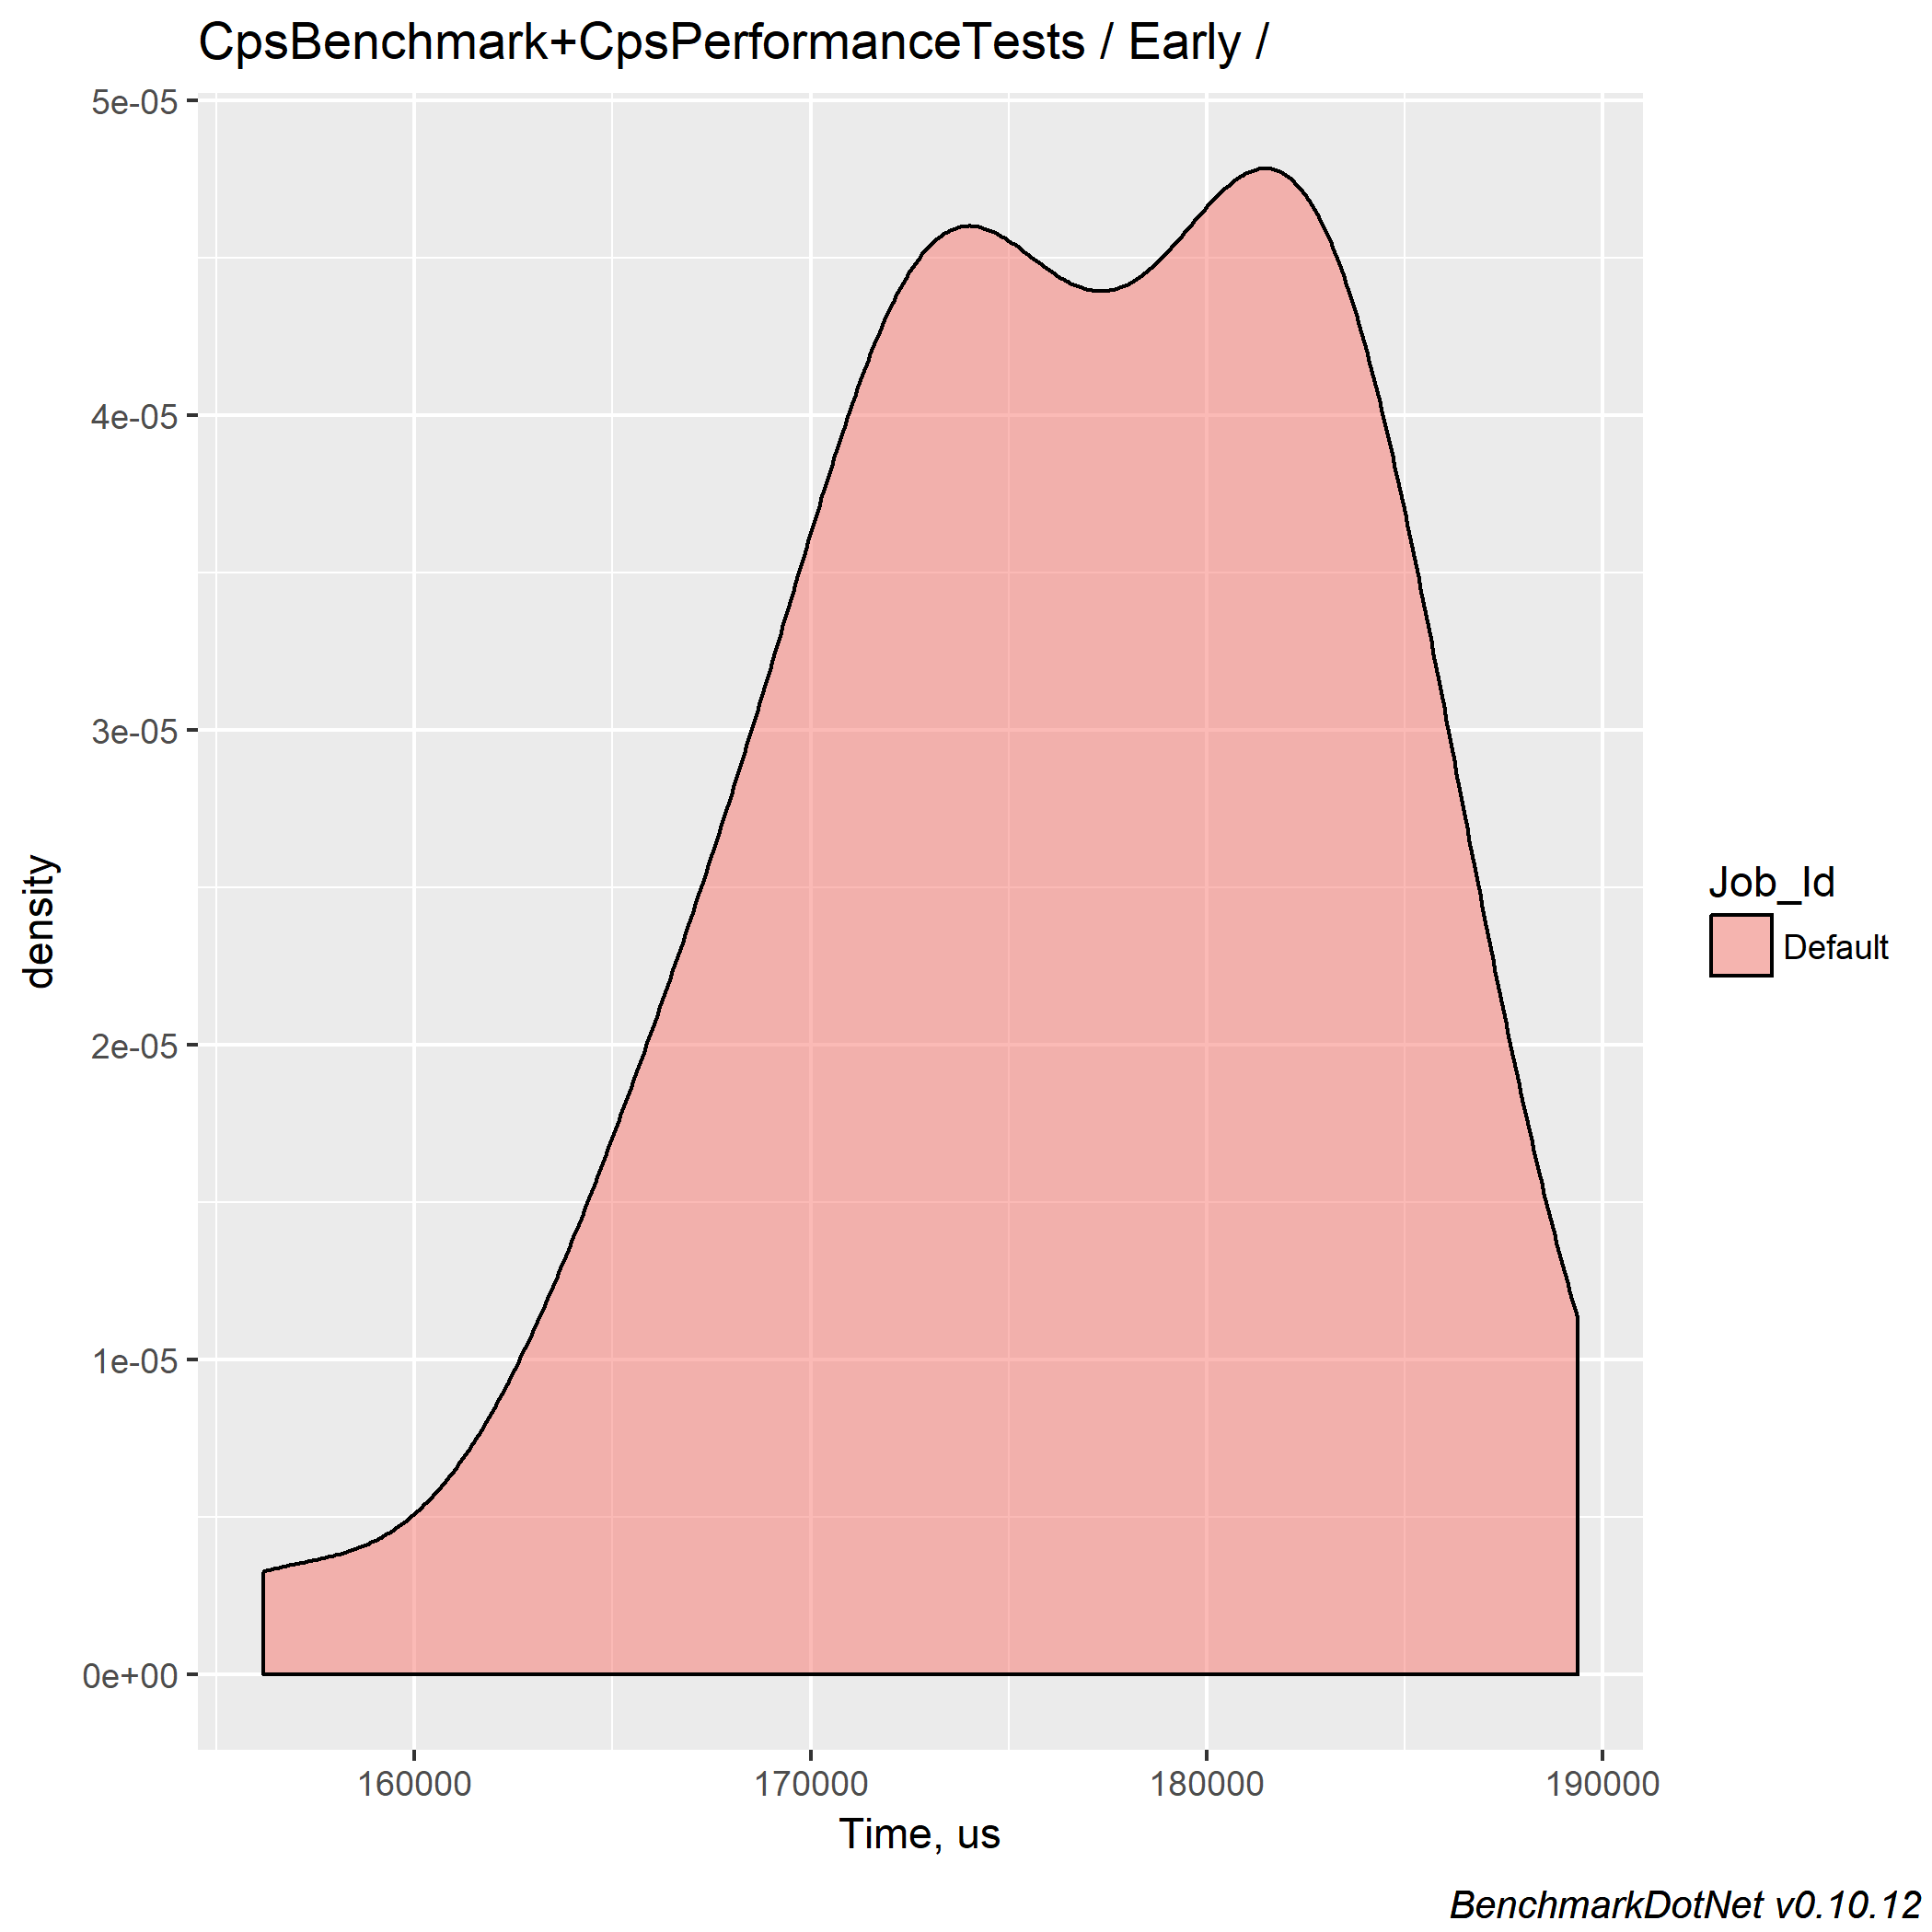 CpsBenchmark+CpsPerformanceTests / Early /
5e-05
4e-05
3e-05
2e-05
1e-05
0e+00
density
160000 170000 180000 190000
Time, us
Job_Id
Default
BenchmarkDotNet v0.10.12